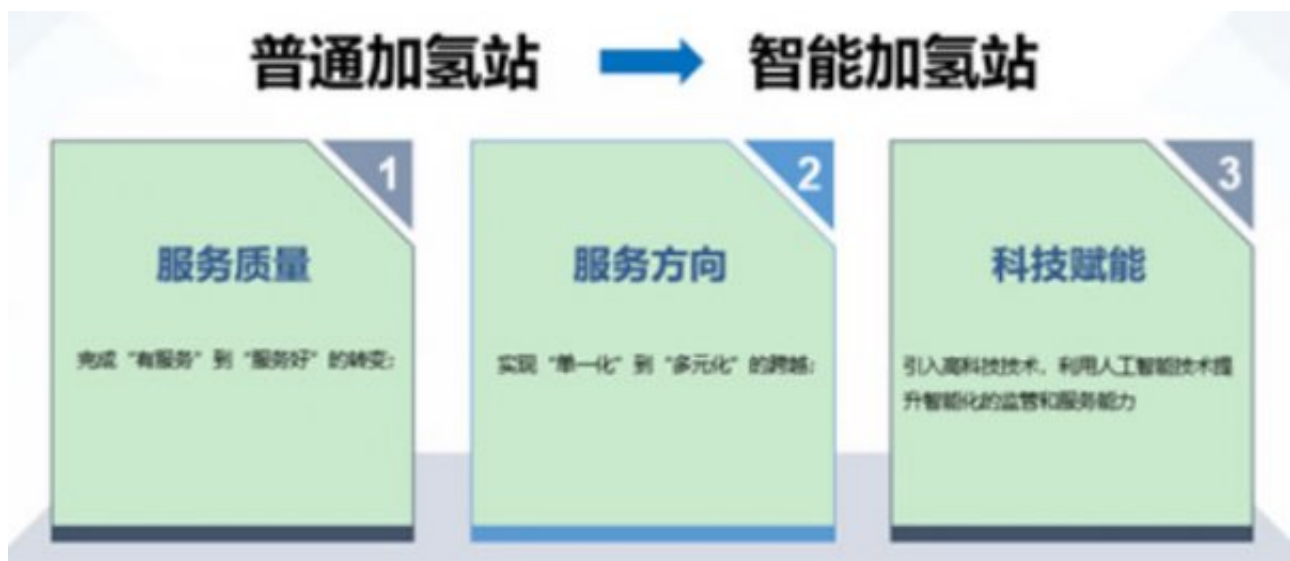 普通加氢站 智能加氢站
1
服务质量
完成“有服务”到“服务好”的转变；
2
服务方向
实现“单一化”到“多元化”的跨越；
3
科技赋能
引入高科技技术，利用人工智能技术提
升智能化的监管和服务能力